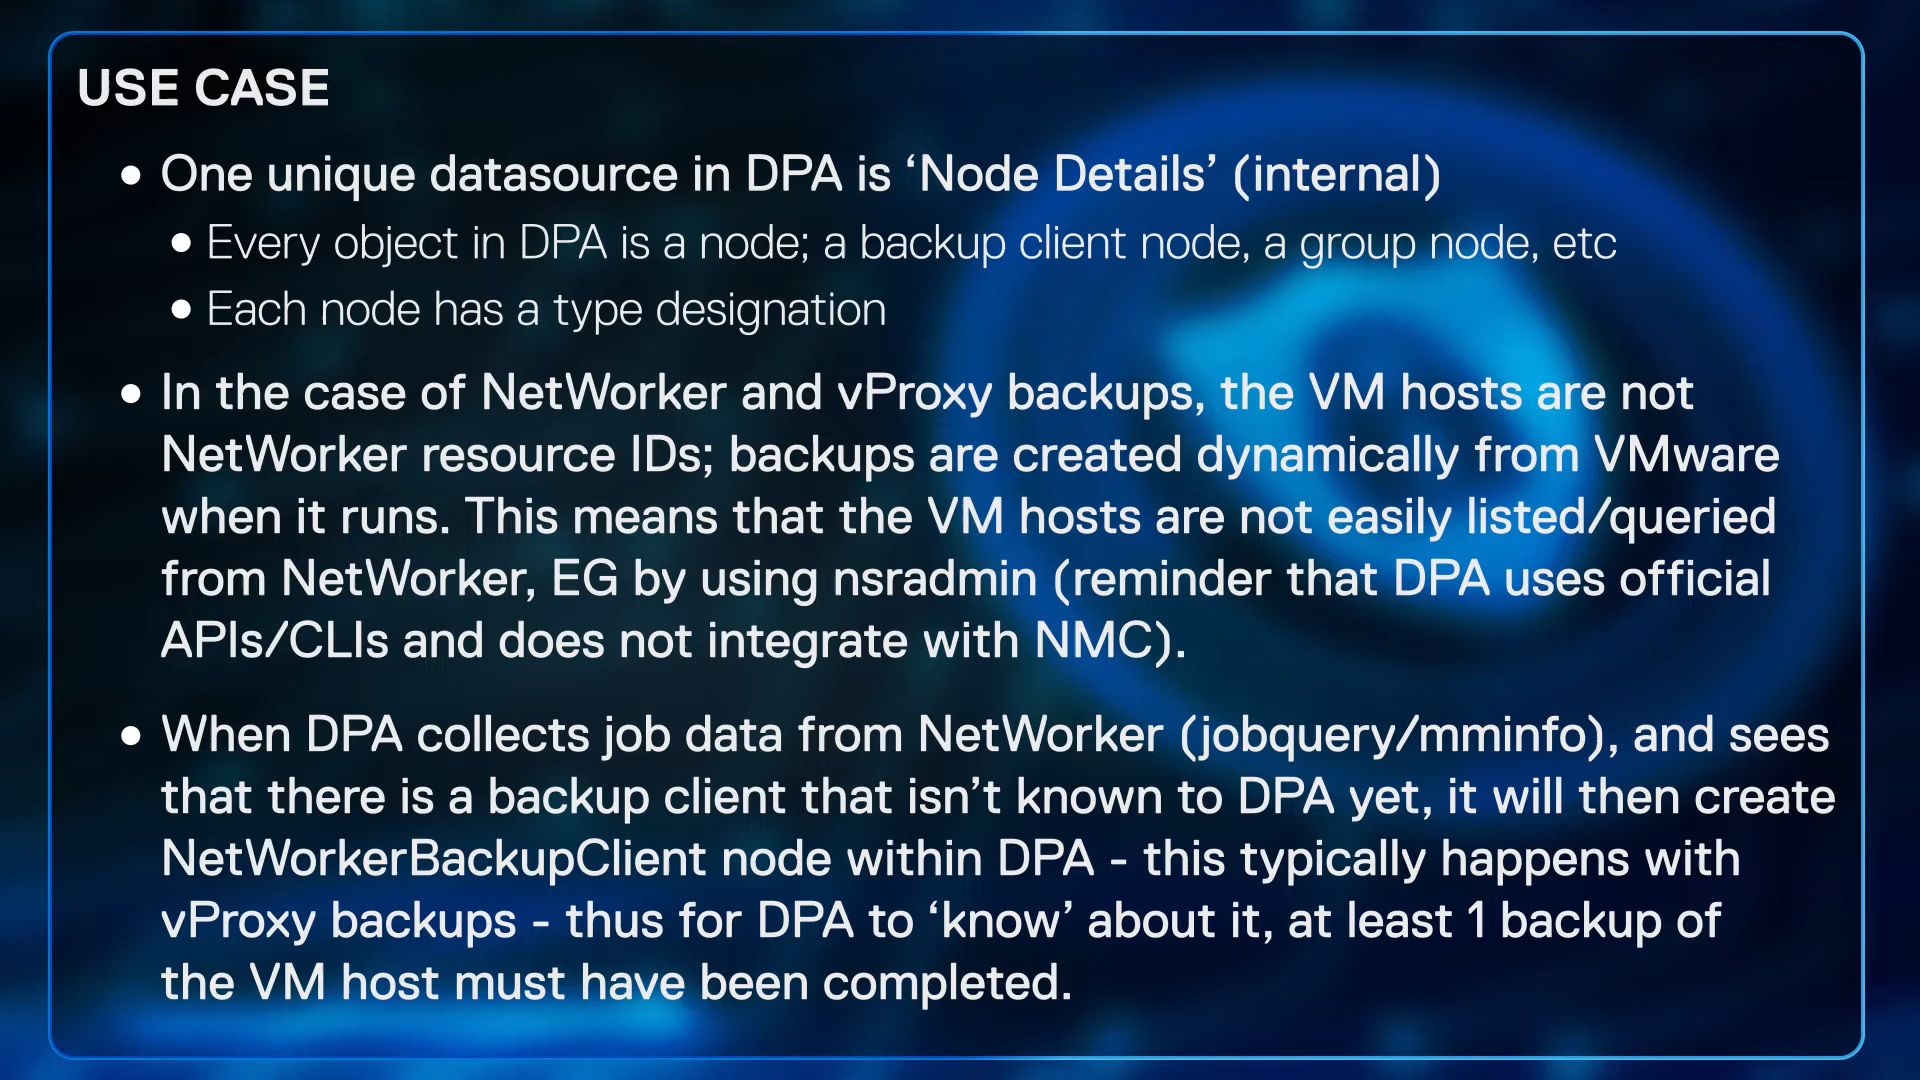 USE CASE
• One unique datasource in DPA is ‘Node Details’ (internal)
• Every object in DPA is a node; a backup client node, a group node, etc
• Each node has a type designation
• In the case of NetWorker and vProxy backups, the VM hosts are not
NetWorker resource IDs; backups are created dynamically from VMware
when it runs. This means that the VM hosts are not easily listed/queried
from NetWorker, EG by using nsradmin (reminder that DPA uses official
APIs/CLIs and does not integrate with NMC).
• When DPA collects job data from NetWorker (jobquery/mminfo), and sees
that there is a backup client that isn’t known to DPA yet, it will then create
NetWorkerBackupClient node within DPA - this typically happens with
vProxy backups - thus for DPA to ‘know’ about it, at least 1 backup of
the VM host must have been completed.